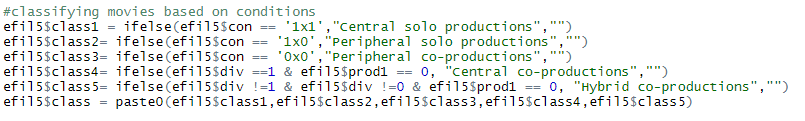 #classifying movies based on conditions
efil5$class1 = ifelse(efil5$con == '1x1',"Central solo productions","")
efil5$class2= ifelse(efil5$con == '1x0',"Peripheral solo productions","")
efil5$class3= ifelse(efil5$con == '0x0',"Peripheral co-productions","")
efil5$class4= ifelse(efil5$div ==1 & efil5$prod1 == 0, "Central co-productions","")
efil5$class5= ifelse(efil5$div !=1 & efil5$div !=0 & efil5$prod1 == 0, "Hybrid co-productions","")
efil5$class = paste0(efil5$class1,efil5$class2,efil5$class3,efil5$class4,efil5$class5)